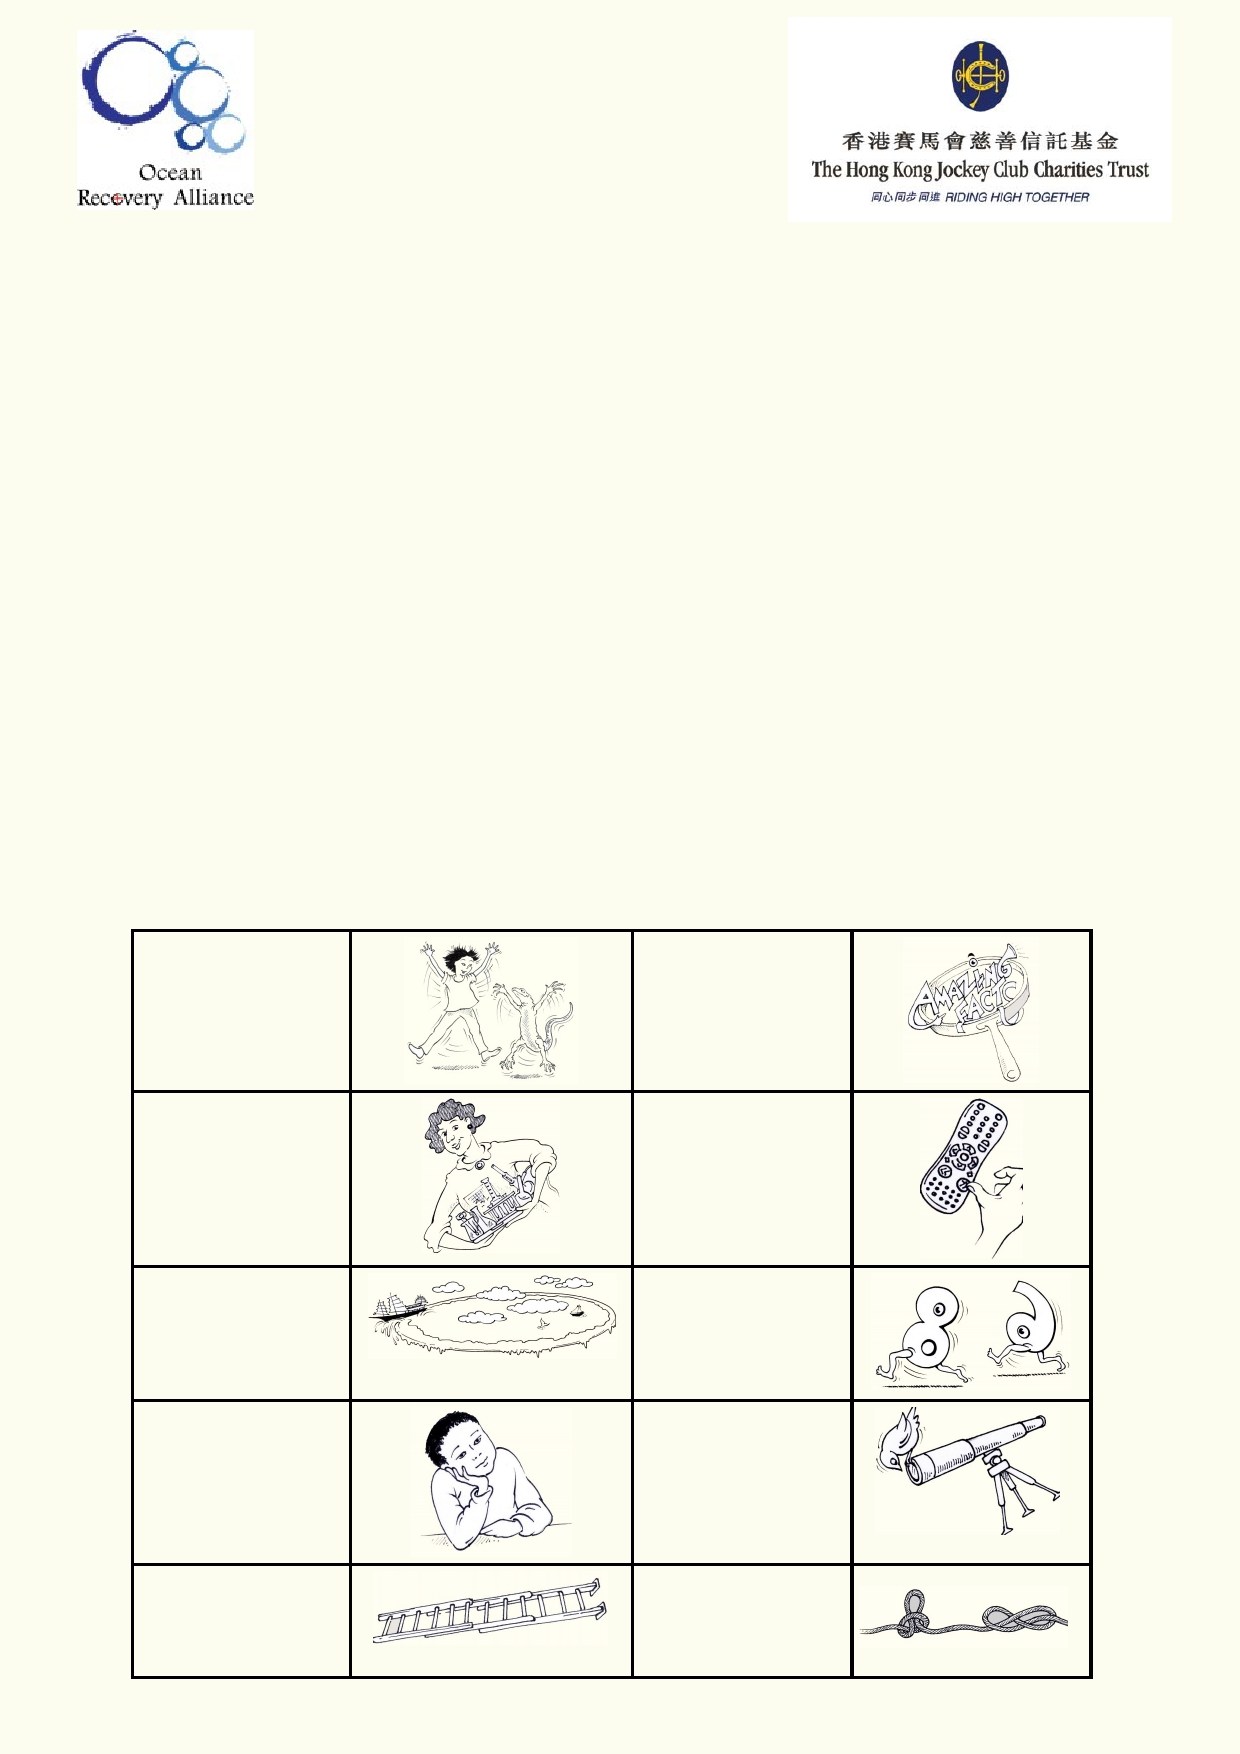 Ocean
Recovery Alliance
香港賽馬會慈善信託基金
The Hong Kong Jockey Club Charities Trust
同心同步同進 RIDING HIGH TOGETHER
AMAZING
FACTS